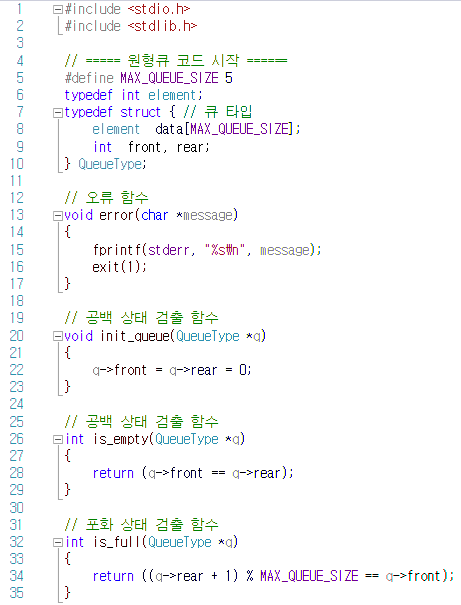 1 #include <stdio.h>
2 #include <stdlib.h>
3
4 // ===== 원형큐 코드 시작 ======
5 #define MAX_QUEUE_SIZE 5
6 typedef int element;
7 typedef struct { // 큐 타입
8 element data[MAX_QUEUE_SIZE];
9 int front, rear;
10 } QueueType;
11
12 // 오류 함수
13 void error(char *message)
14 {
15 fprintf(stderr, "%s₩n", message);
16 exit(1);
17 }
18
19 // 공백 상태 검출 함수
20 void init_queue(QueueType *q)
21 {
22 q->front = q->rear = 0;
23 }
24
25 // 공백 상태 검출 함수
26 int is_empty(QueueType *q)
27 {
28 return (q->front == q->rear);
29 }
30
31 // 포화 상태 검출 함수
32 int is_full(QueueType *q)
33 {
34 return ((q->rear + 1) % MAX_QUEUE_SIZE == q->front);
35 }